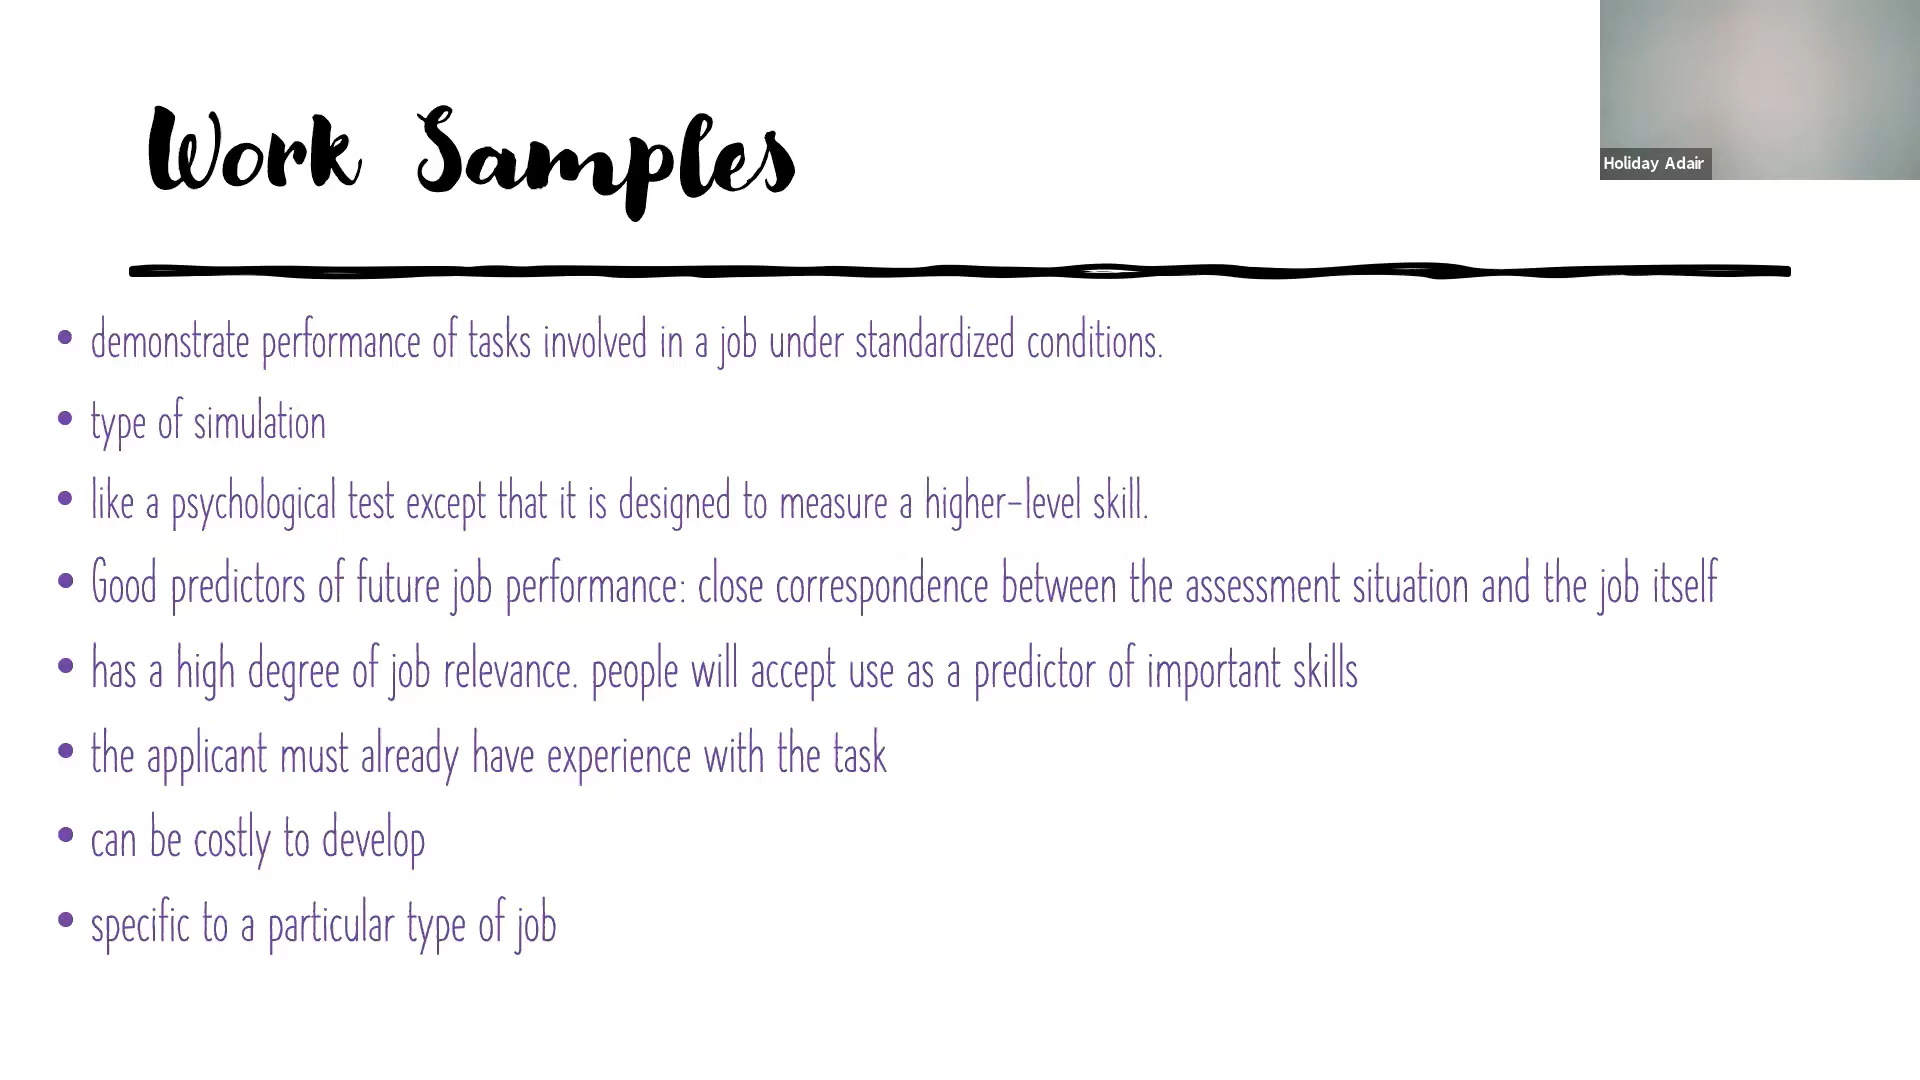 Work Samples
Holiday Adair
• demonstrate performance of tasks involved in a job under standardized conditions.
• type of simulation
• like a psychological test except that it is designed to measure a higher-level skill.
• Good predictors of future job performance: close correspondence between the assessment situation and the job itself
• has a high degree of job relevance. people will accept use as a predictor of important skills
• the applicant must already have experience with the task
• can be costly to develop
• specific to a particular type of job